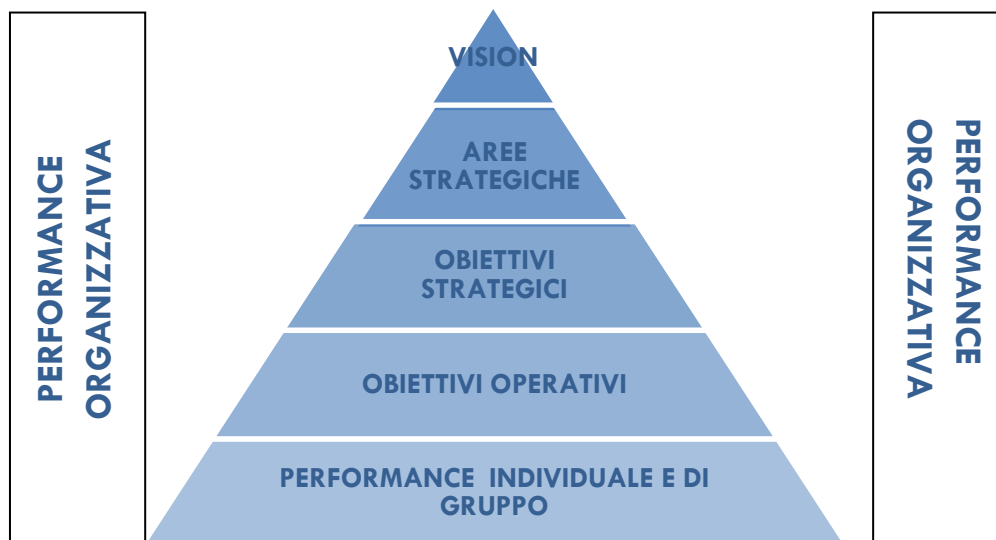 PERFORMANCE
ORGANIZZATIVA
VISION
AREE
STRATEGICHE
OBIETTIVI
STRATEGICI
OBIETTIVI OPERATIVI
PERFORMANCE  INDIVIDUALE E DI
GRUPPO
PERFORMANCE
ORGANIZZATIVA